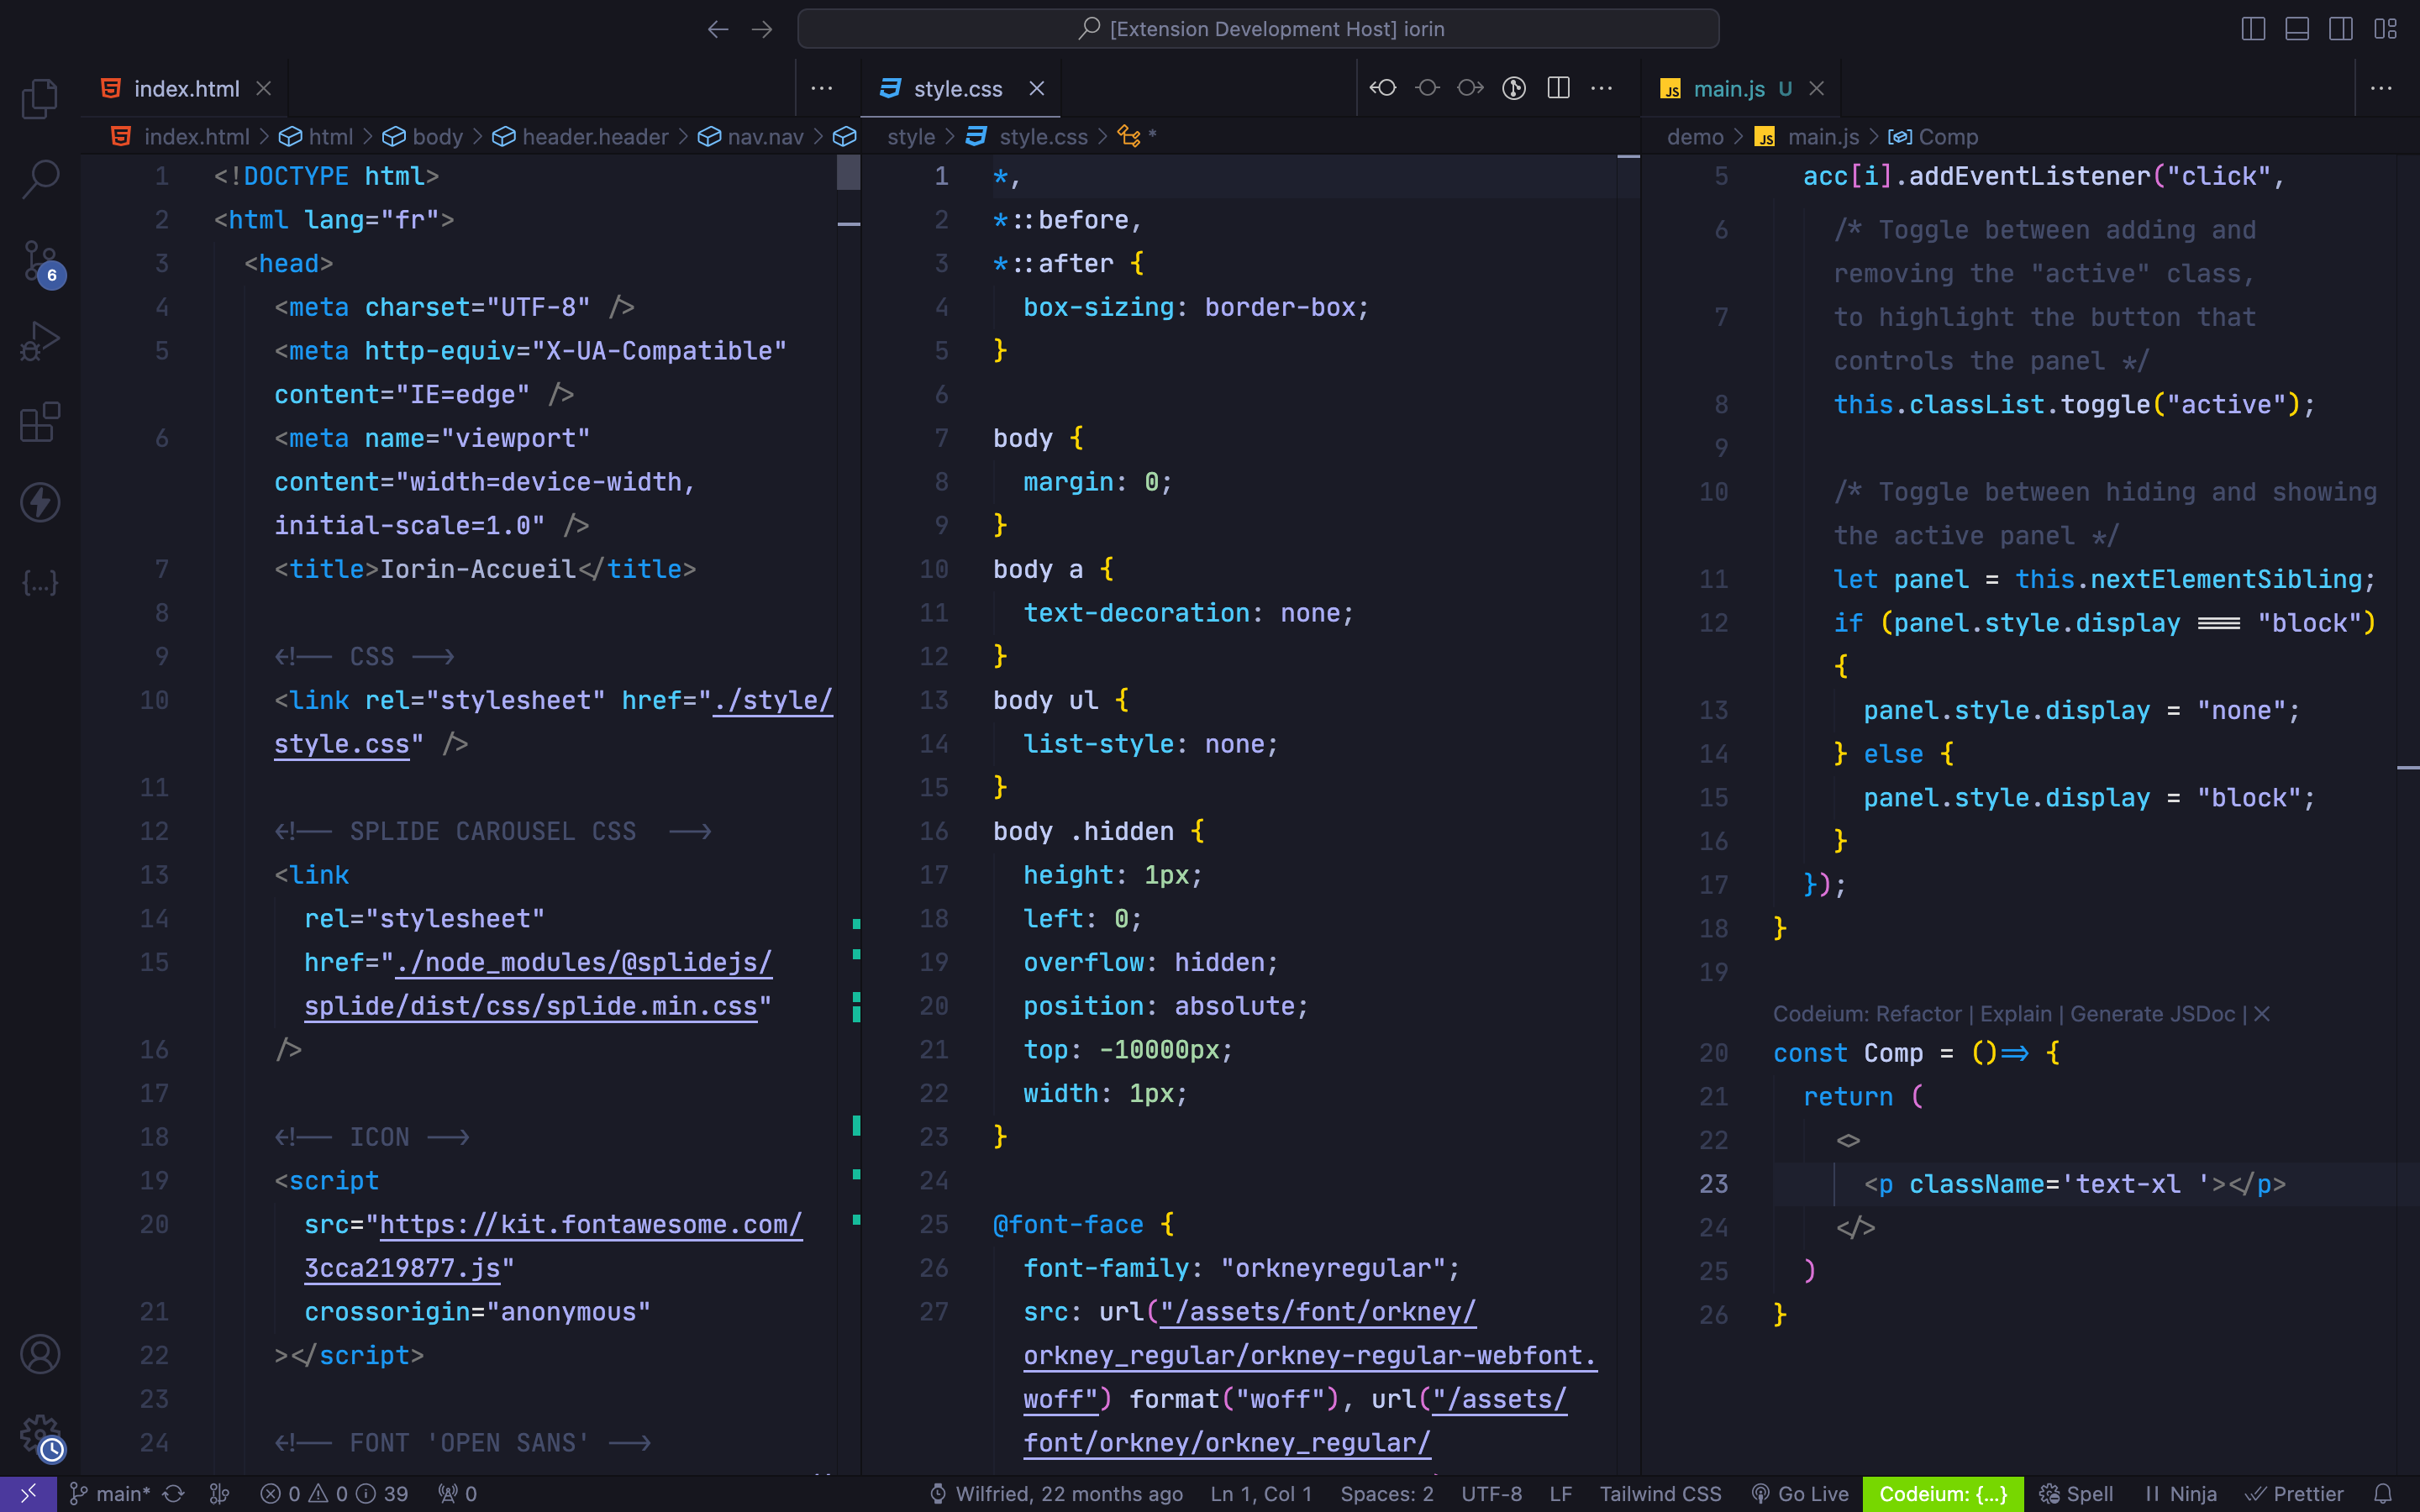 [Extension Development Host] iorin
index.html
style.css
main.js U
index.html > html > body > header.header > nav.nav >
style > style.css > *
demo > main.js > Comp
1 <!DOCTYPE html>
2 <html lang="fr">
3 <head>
4 <meta charset="UTF-8" />
5 <meta http-equiv="X-UA-Compatible"
content="IE=edge" />
6 <meta name="viewport"
content="width=device-width,
initial-scale=1.0" />
7 <title>Iorin-Accueil</title>
8
9 <!-- CSS -->
10 <link rel="stylesheet" href="./style/
style.css" />
11
12 <!-- SPLIDE CAROUSEL CSS  -->
13 <link
14 rel="stylesheet"
15 href="./node_modules/@splidejs/
splide/dist/css/splide.min.css"
16 />
17
18 <!-- ICON -->
19 <script
20 src="https://kit.fontawesome.com/
3cca219877.js"
21 crossorigin="anonymous"
22 ></script>
23
24 <!-- FONT 'OPEN SANS' -->
1 *,
2 *::before,
3 *::after {
4 box-sizing: border-box;
5 }
6
7 body {
8 margin: 0;
9 }
10 body a {
11 text-decoration: none;
12 }
13 body ul {
14 list-style: none;
15 }
16 body .hidden {
17 height: 1px;
18 left: 0;
19 overflow: hidden;
20 position: absolute;
21 top: -10000px;
22 width: 1px;
23 }
24
25 @font-face {
26 font-family: "orkneyregular";
27 src: url("/assets/font/orkney/
orkney_regular/orkney-regular-webfont.
woff") format("woff"), url("/assets/
font/orkney/orkney_regular/
5 acc[i].addEventListener("click",
6 /* Toggle between adding and
removing the "active" class,
7 to highlight the button that
controls the panel */
8 this.classList.toggle("active");
9
10 /* Toggle between hiding and showing
the active panel */
11 let panel = this.nextElementSibling;
12 if (panel.style.display === "block")
{
13 panel.style.display = "none";
14 } else {
15 panel.style.display = "block";
16 }
17 });
18 }
19
Codeium: Refactor | Explain | Generate JSDoc | ✕
20 const Comp = ()=> {
21 return (
22 <>
23 <p className='text-xl '></p>
24 </>
25 )
26 }
6
{...}
main* 0 0 39 0 Wilfried, 22 months ago Ln 1, Col 1 Spaces: 2 UTF-8 LF Tailwind CSS Go Live Codeium: {...} Spell Ninja Prettier